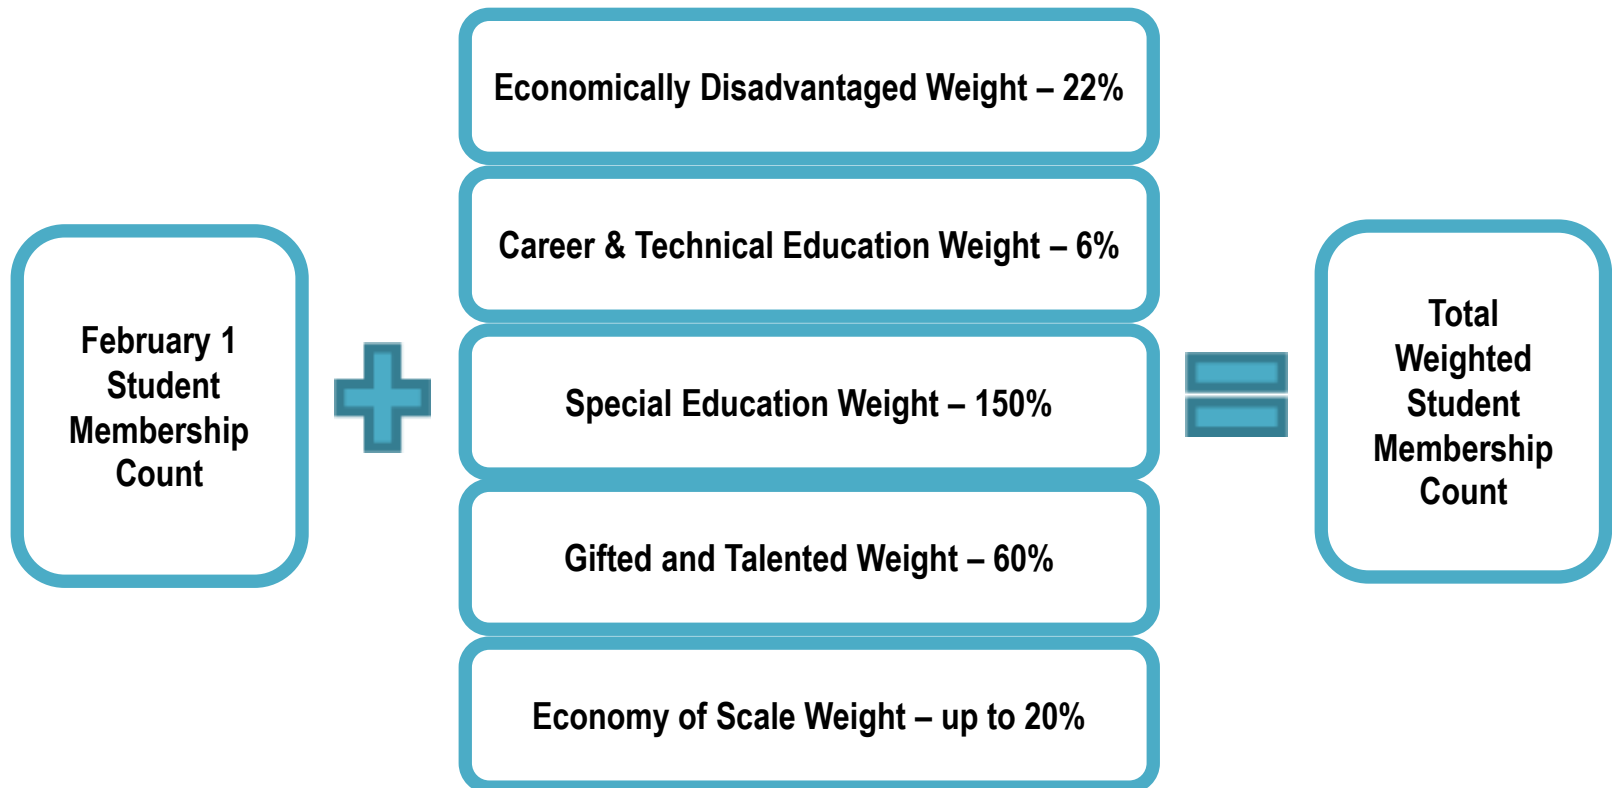 February 1
Student
Membership
Count
Economically Disadvantaged Weight – 22%
Career & Technical Education Weight – 6%
Special Education Weight – 150%
Gifted and Talented Weight – 60%
Economy of Scale Weight – up to 20%
Total
Weighted
Student
Membership
Count